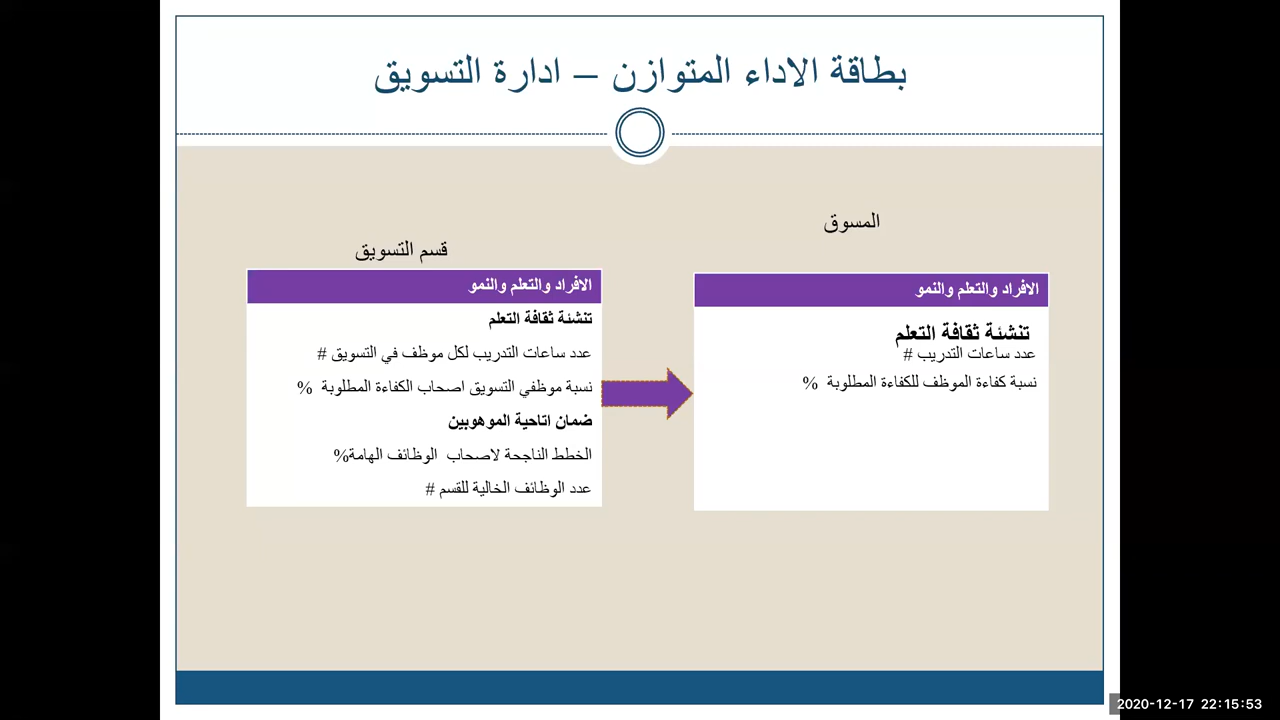 بطاقة الاداء المتوازن – ادارة التسويق
المسوق
الافراد والتعلم والنمو
تنشئة ثقافة التعلم
عدد ساعات التدريب #
نسبة كفاءة الموظف للكفاءة المطلوبة %
قسم التسويق
الافراد والتعلم والنمو
تنشئة ثقافة التعلم
عدد ساعات التدريب لكل موظف في التسويق #
نسبة موظفي التسويق اصحاب الكفاءة المطلوبة %
ضمان اتاحية الموهوبين
الخطط الناجحة لاصحاب الوظائف الهامة%
عدد الوظائف الخالية للقسم #
2020-12-17 22:15:53